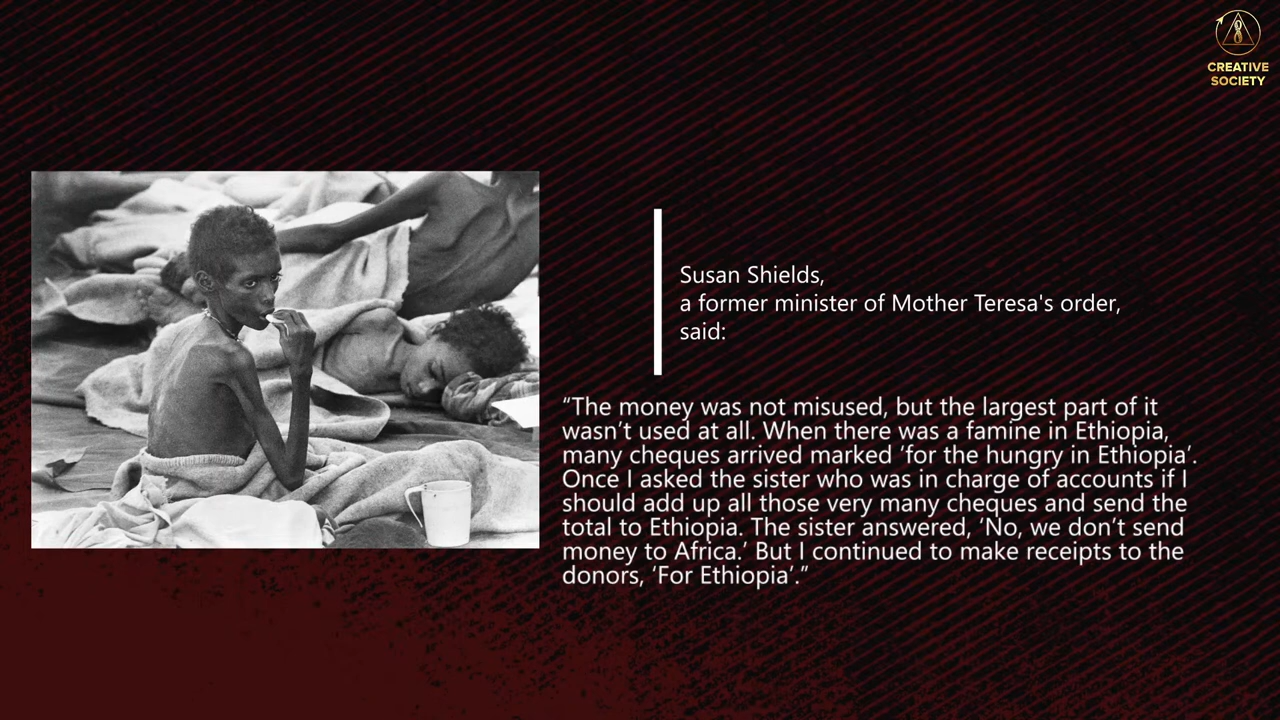 CREATIVE
SOCIETY
Susan Shields,
a former minister of Mother Teresa's order,
said:
“The money was not misused, but the largest part of it
wasn’t used at all. When there was a famine in Ethiopia,
many cheques arrived marked ‘for the hungry in Ethiopia’.
Once I asked the sister who was in charge of accounts if I
should add up all those very many cheques and send the
total to Ethiopia. The sister answered, ‘No, we don’t send
money to Africa.’ But I continued to make receipts to the
donors, ‘For Ethiopia’.”